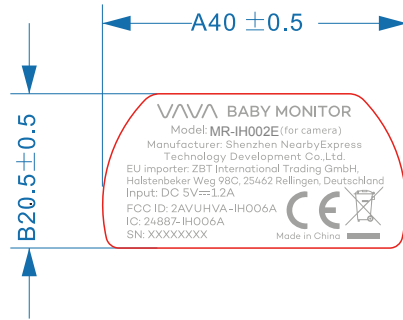 A40 ±0.5
B20.5±0.5
VAVA BABY MONITOR
Model: MR-IH002E (for camera)
Manufacturer: Shenzhen NearbyExpress
Technology Development Co.,Ltd.
EU importer: ZBT International Trading GmbH,
Halstenbeker Weg 98C, 25462 Rellingen, Deutschland
Input: DC 5V⎓1.2A
FCC ID: 2AVUHVA-IH006A
IC: 24887-IH006A
SN: XXXXXXXX
CE
Made in China